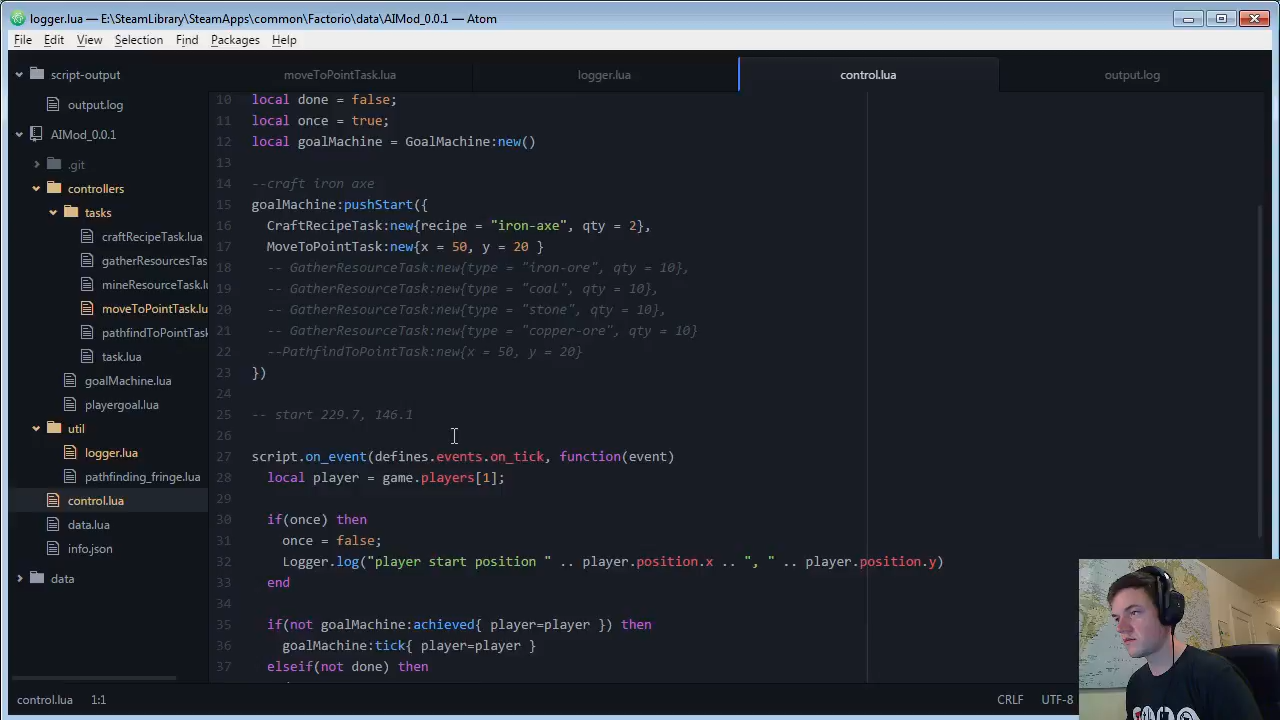 logger.lua — E:\SteamLibrary\SteamApps\common\Factorio\data\AIMod_0.0.1 — Atom
File Edit View Selection Find Packages Help
script-output
output.log
AIMod_0.0.1
.git
controllers
tasks
craftRecipeTask.lua
gatherResourcesTas
mineResourceTask.lu
moveToPointTask.lu
pathfindToPointTask
task.lua
goalMachine.lua
playergoal.lua
util
logger.lua
pathfinding_fringe.lua
control.lua
data.lua
info.json
data
moveToPointTask.lua logger.lua control.lua output.log
10 local done = false;
11 local once = true;
12 local goalMachine = GoalMachine:new()
13
14 --craft iron axe
15 goalMachine:pushStart({
16 CraftRecipeTask:new{recipe = "iron-axe", qty = 2},
17 MoveToPointTask:new{x = 50, y = 20 }
18 -- GatherResourceTask:new{type = "iron-ore", qty = 10},
19 -- GatherResourceTask:new{type = "coal", qty = 10},
20 -- GatherResourceTask:new{type = "stone", qty = 10},
21 -- GatherResourceTask:new{type = "copper-ore", qty = 10}
22 --PathfindToPointTask:new{x = 50, y = 20}
23 })
24
25 -- start 229.7, 146.1
26
27 script.on_event(defines.events.on_tick, function(event)
28 local player = game.players[1];
29
30 if(once) then
31 once = false;
32 Logger.log("player start position " .. player.position.x .. ", " .. player.position.y)
33 end
34
35 if(not goalMachine:achieved{ player=player }) then
36 goalMachine:tick{ player=player }
37 elseif(not done) then
control.lua 1:1 CRLF UTF-8